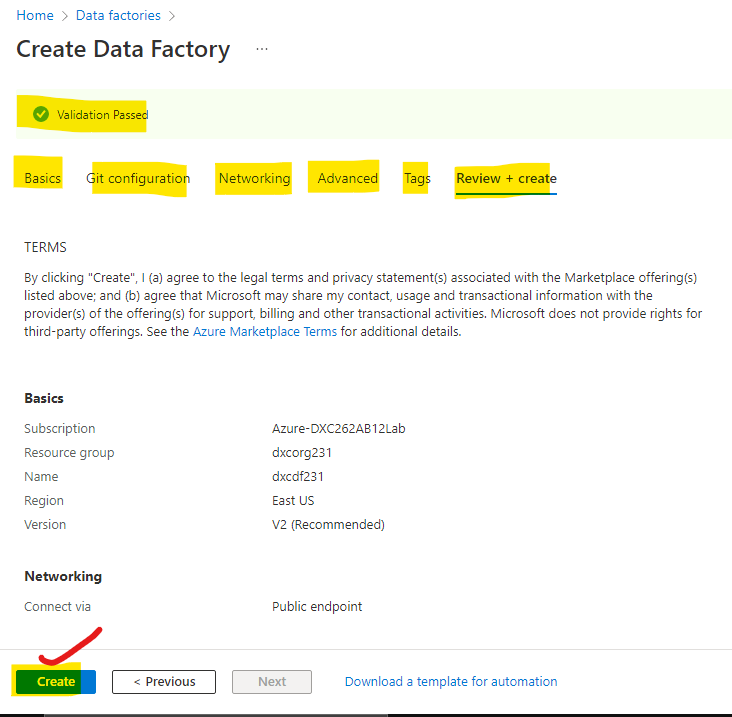 Home > Data factories >
Create Data Factory ...
Validation Passed
Basics Git configuration Networking Advanced Tags Review + create
TERMS
By clicking "Create", I (a) agree to the legal terms and privacy statement(s) associated with the Marketplace offering(s)
listed above; and (b) agree that Microsoft may share my contact, usage and transactional information with the
provider(s) of the offering(s) for support, billing and other transactional activities. Microsoft does not provide rights for
third-party offerings. See the Azure Marketplace Terms for additional details.
Basics
Subscription Azure-DXC262AB12Lab
Resource group dxcorg231
Name dxcdf231
Region East US
Version V2 (Recommended)
Networking
Connect via Public endpoint
Create < Previous Next Download a template for automation